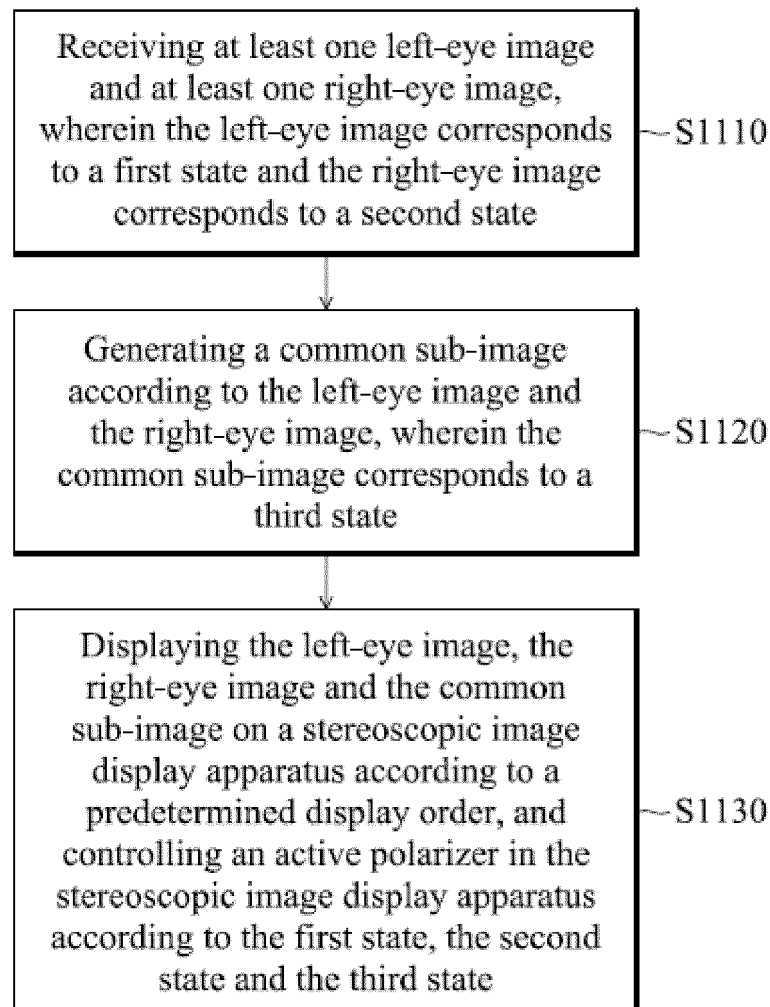 Receiving at least one left-eye image
and at least one right-eye image,
wherein the left-eye image corresponds
to a first state and the right-eye image
corresponds to a second state
S1110
Generating a common sub-image
according to the left-eye image and
the right-eye image, wherein the
common sub-image corresponds to a
third state
S1120
Displaying the left-eye image, the
right-eye image and the common
sub-image on a stereoscopic image
display apparatus according to a
predetermined display order, and
controlling an active polarizer in the
stereoscopic image display apparatus
according to the first state, the second
state and the third state
S1130